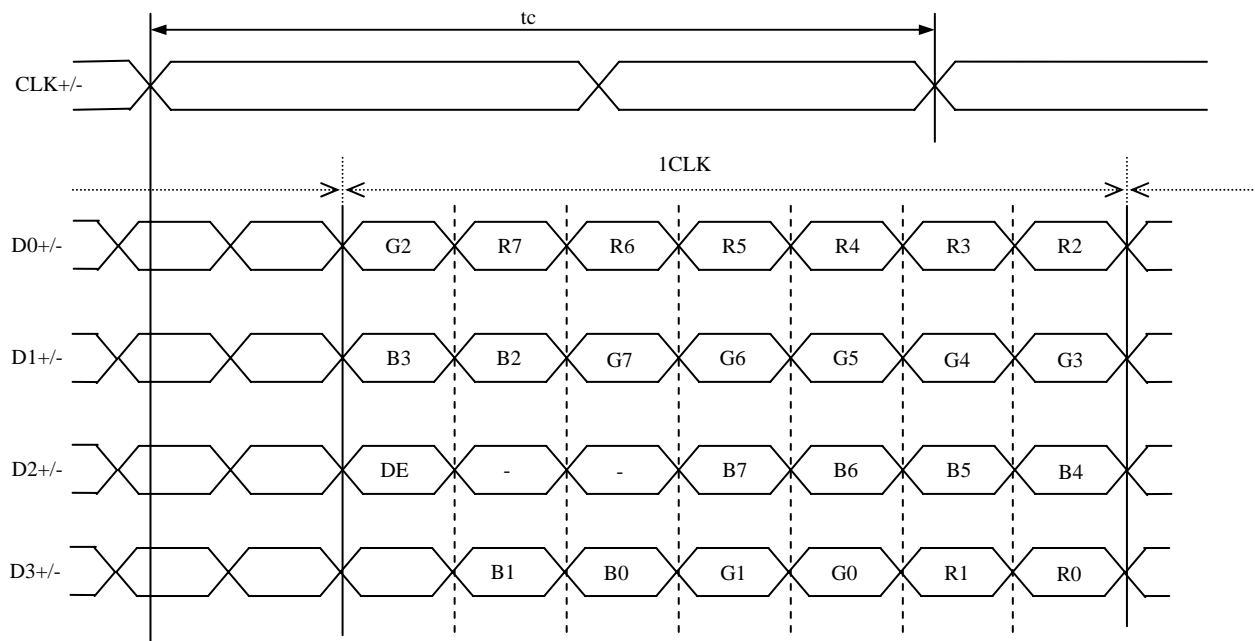 tc
CLK+/-
1CLK
D0+/- G2 R7 R6 R5 R4 R3 R2
D1+/- B3 B2 G7 G6 G5 G4 G3
D2+/- DE - - B7 B6 B5 B4
D3+/- B1 B0 G1 G0 R1 R0